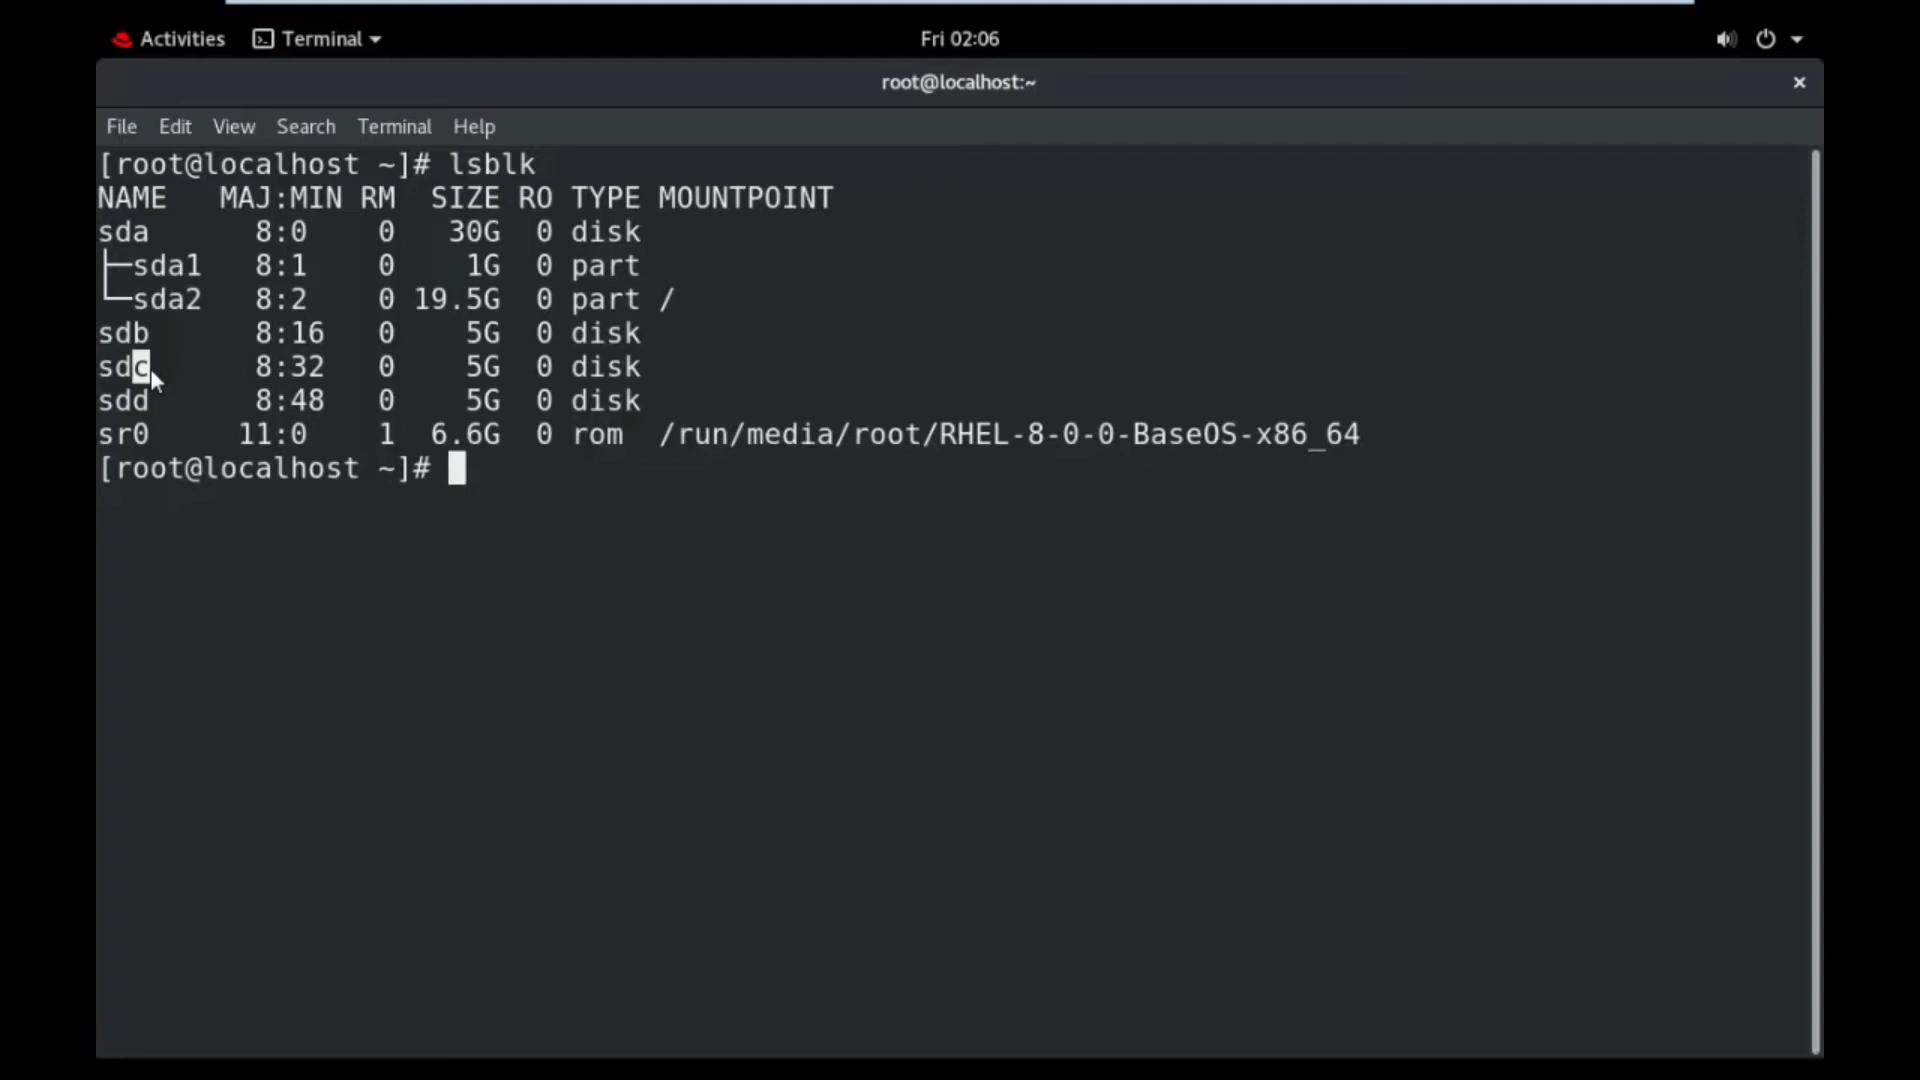 Activities Terminal Fri 02:06
root@localhost:~ ×
File Edit View Search Terminal Help
[root@localhost ~]# lsblk
NAME   MAJ:MIN RM   SIZE RO TYPE MOUNTPOINT
sda      8:0    0    30G  0 disk
├─sda1   8:1    0     1G  0 part
└─sda2   8:2    0  19.5G  0 part /
sdb      8:16   0     5G  0 disk
sdc      8:32   0     5G  0 disk
sdd      8:48   0     5G  0 disk
sr0     11:0    1   6.6G  0 rom  /run/media/root/RHEL-8-0-0-BaseOS-x86_64
[root@localhost ~]#